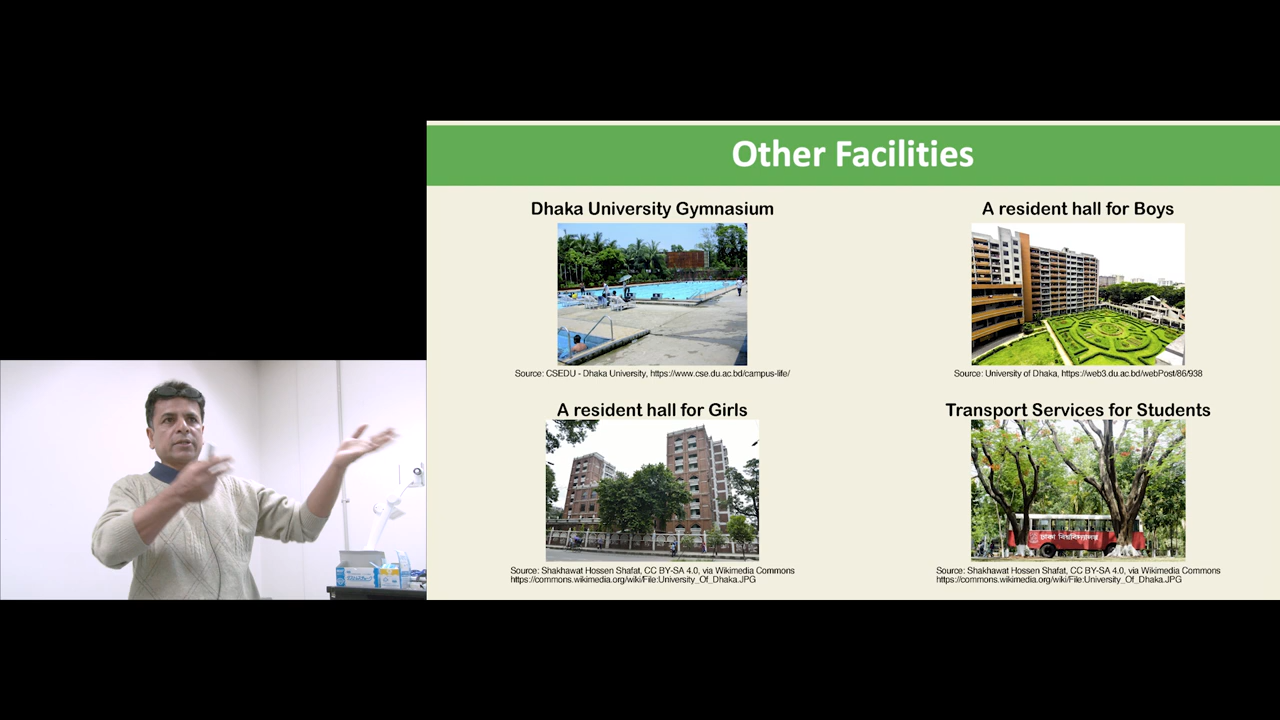 Other Facilities
Dhaka University Gymnasium
Source: CSEDU - Dhaka University, https://www.cse.du.ac.bd/campus-life/
A resident hall for Boys
Source: University of Dhaka, https://web3.du.ac.bd/webPost/86/938
A resident hall for Girls
Source: Shakhawat Hossen Shafat, CC BY-SA 4.0, via Wikimedia Commons
https://commons.wikimedia.org/wiki/File:University_Of_Dhaka.JPG
Transport Services for Students
ঢাকা বিশ্ববিদ্যালয়
Source: Shakhawat Hossen Shafat, CC BY-SA 4.0, via Wikimedia Commons
https://commons.wikimedia.org/wiki/File:University_Of_Dhaka.JPG